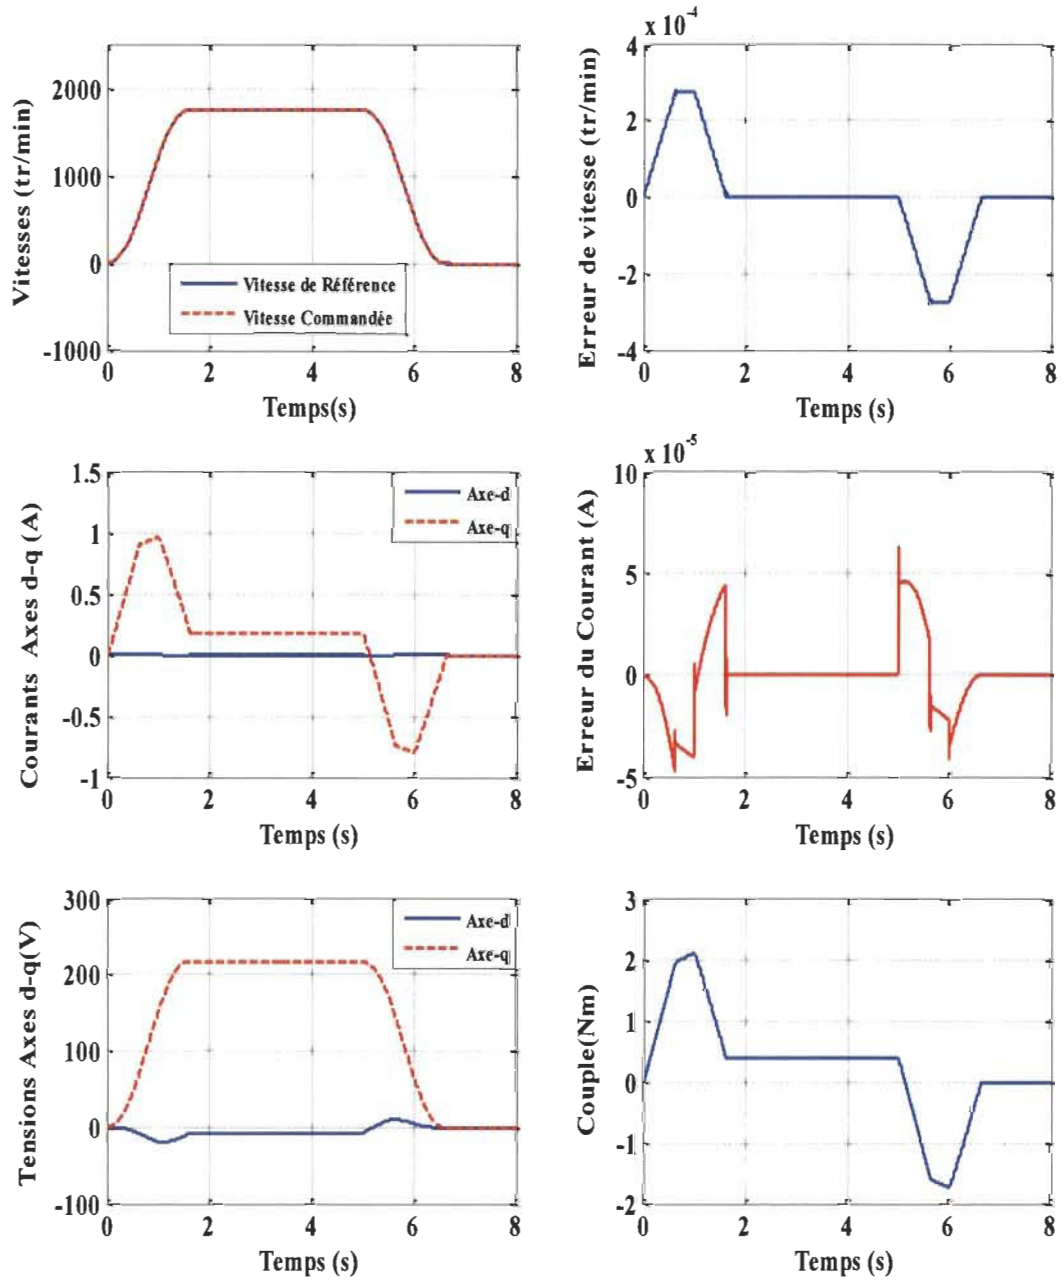 Vitesses (tr/min)
2000
1000
0
-1000
0 2 4 6 8
Temps(s)
Vitesse de Référence
Vitesse Commandée
x 10^-4
Erreur de vitesse (tr/min)
4
2
0
-2
-4
0 2 4 6 8
Temps (s)
Courants Axes d-q (A)
1.5
1
0.5
0
-0.5
-1
0 2 4 6 8
Temps (s)
Axe-d
Axe-q
x 10^-5
Erreur du Courant (A)
10
5
0
-5
0 2 4 6 8
Temps (s)
Tensions Axes d-q(V)
300
200
100
0
-100
0 2 4 6 8
Temps (s)
Axe-d
Axe-q
Couple(Nm)
3
2
1
0
-1
-2
0 2 4 6 8
Temps (s)